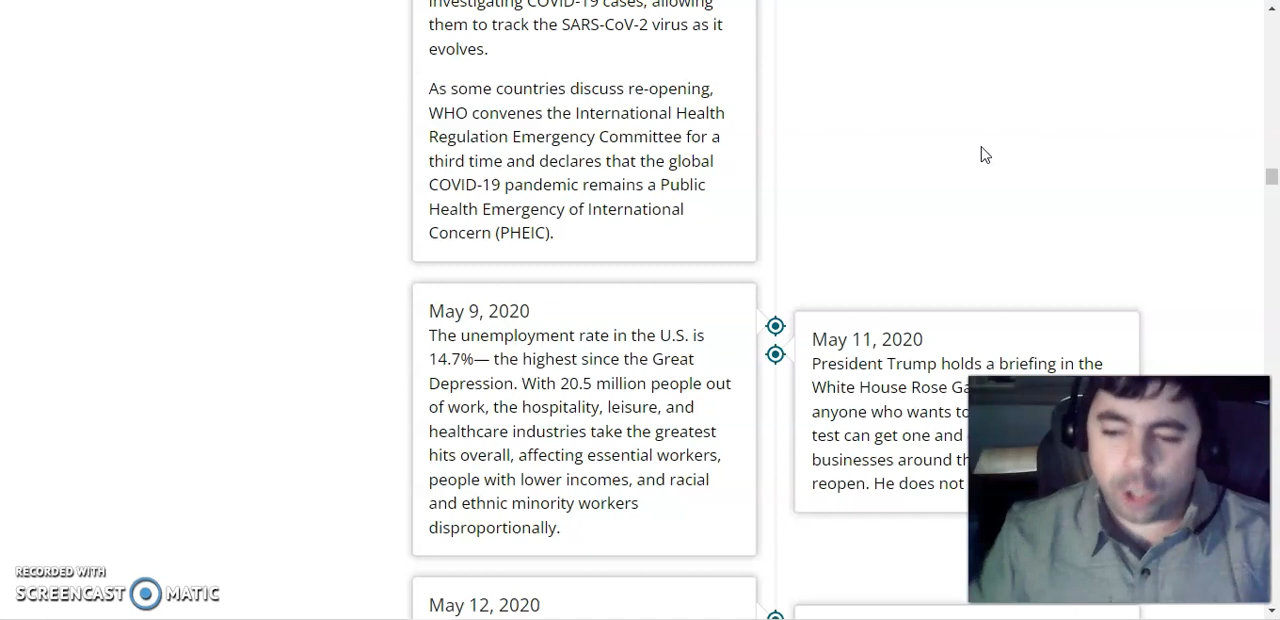 investigating COVID-19 cases, allowing
them to track the SARS-CoV-2 virus as it
evolves.
As some countries discuss re-opening,
WHO convenes the International Health
Regulation Emergency Committee for a
third time and declares that the global
COVID-19 pandemic remains a Public
Health Emergency of International
Concern (PHEIC).
May 9, 2020
The unemployment rate in the U.S. is
14.7%— the highest since the Great
Depression. With 20.5 million people out
of work, the hospitality, leisure, and
healthcare industries take the greatest
hits overall, affecting essential workers,
people with lower incomes, and racial
and ethnic minority workers
disproportionally.
May 11, 2020
President Trump holds a briefing in the
White House Rose
anyone who wants to
test can get one and
businesses around
reopen. He does not
May 12, 2020
RECORDED WITH
SCREENCAST MATIC